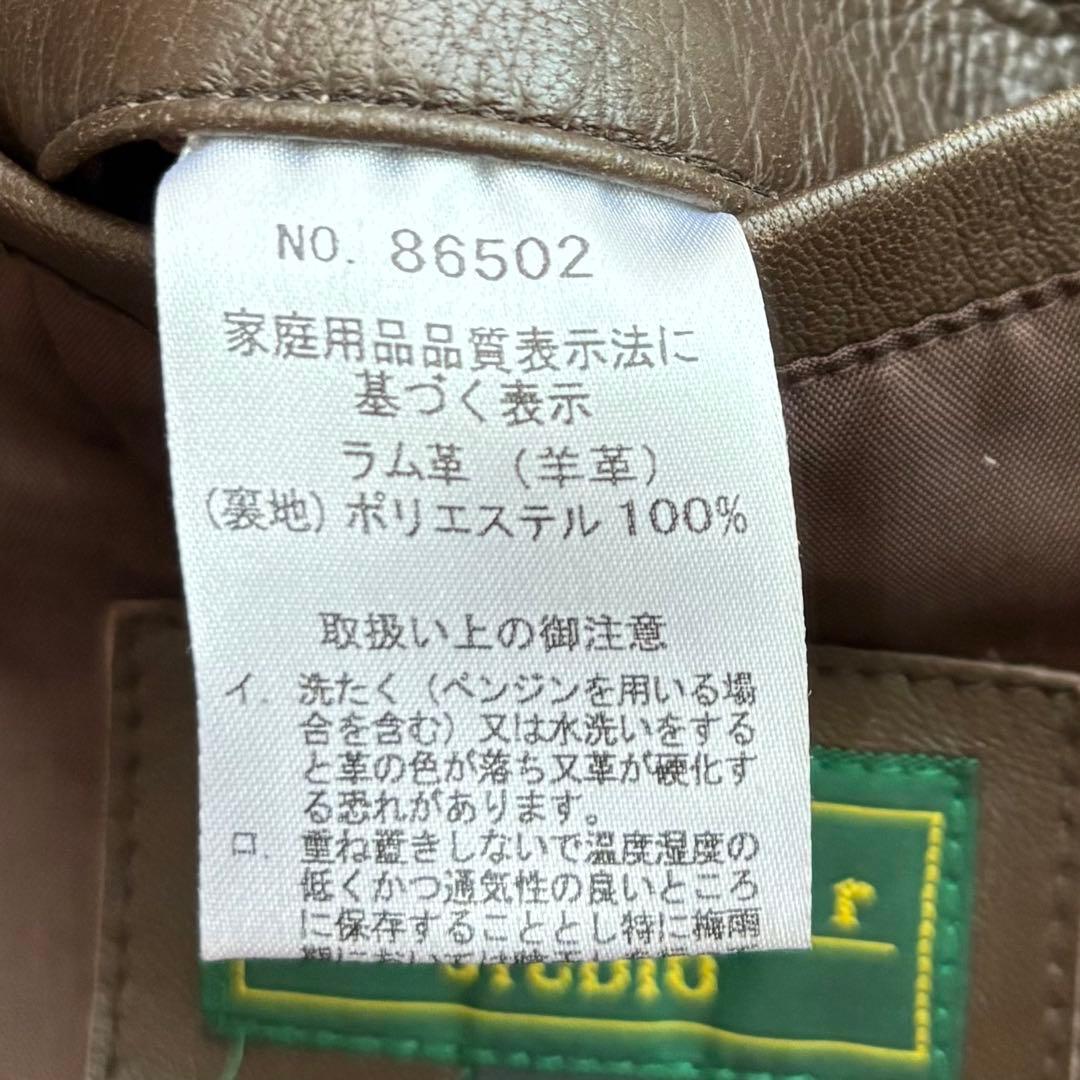 NO. 86502
家庭用品品質表示法に
基づく表示
ラム革 (羊革)
(裏地) ポリエステル 100%
取扱い上の御注意
イ. 洗たく (ベンジンを用いる場
合を含む) 又は水洗いをする
と革の色が落ち又革が硬化す
る恐れがあります。
ロ. 重ね置きしないで温度湿度の
低くかつ通気性の良いところ
に保存することとし特に梅雨
r
STUDIO